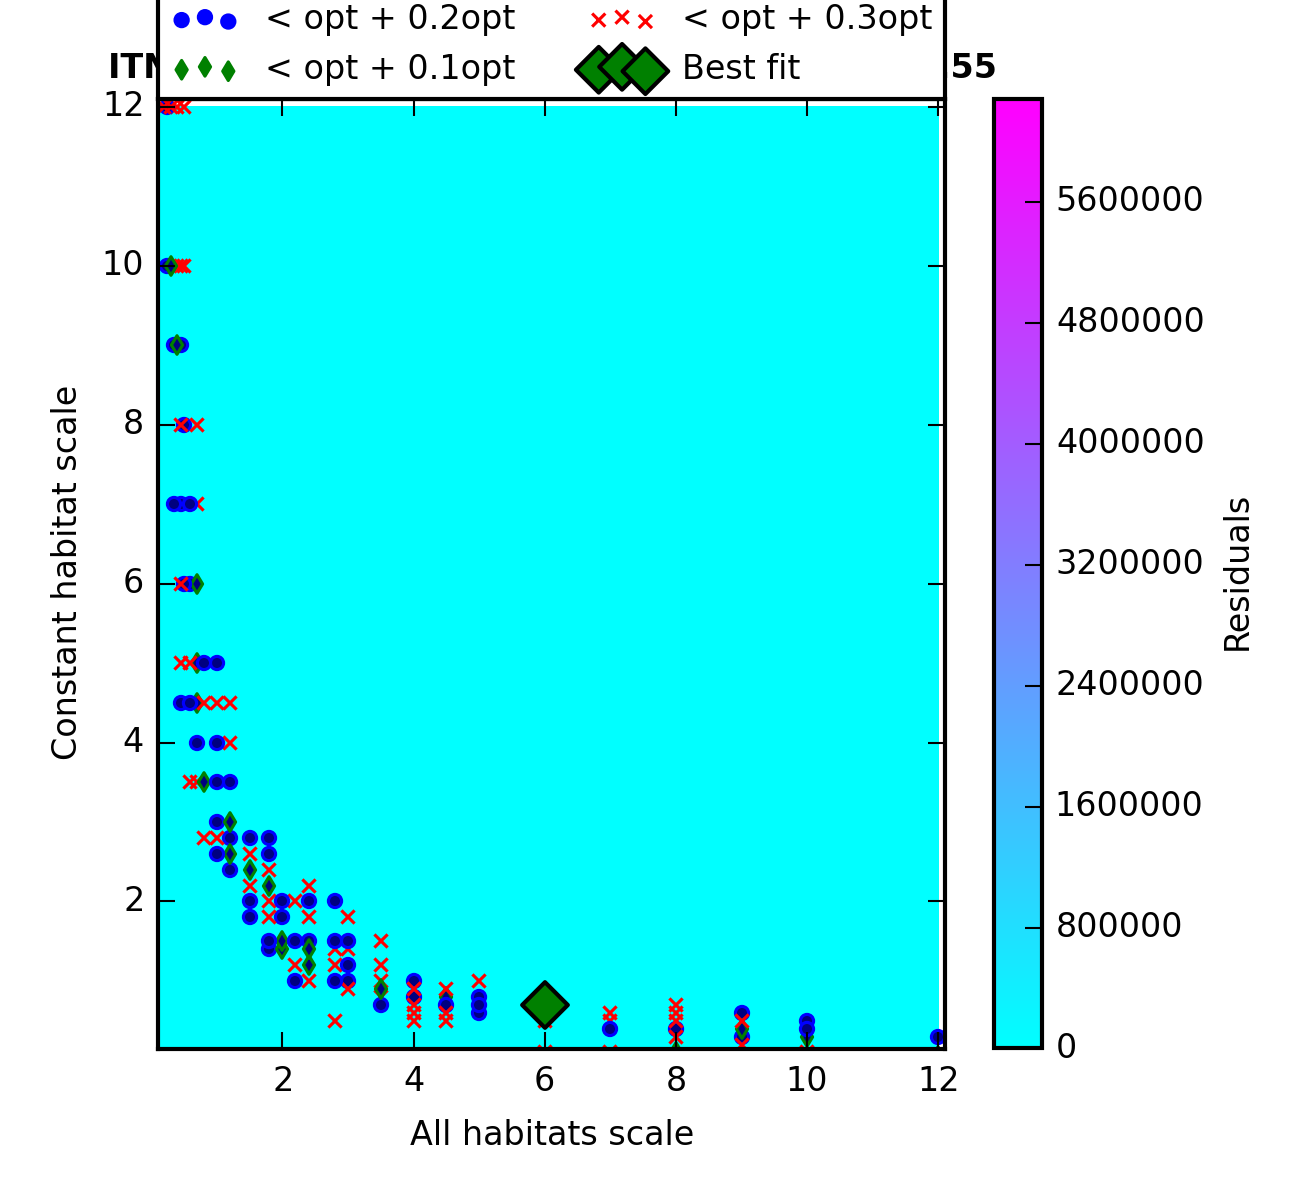 < opt + 0.2opt < opt + 0.3opt
< opt + 0.1opt Best fit
55
12
10
8
6
4
2
Constant habitat scale
2 4 6 8 10 12
All habitats scale
5600000
4800000
4000000
3200000
2400000
1600000
800000
0
Residuals